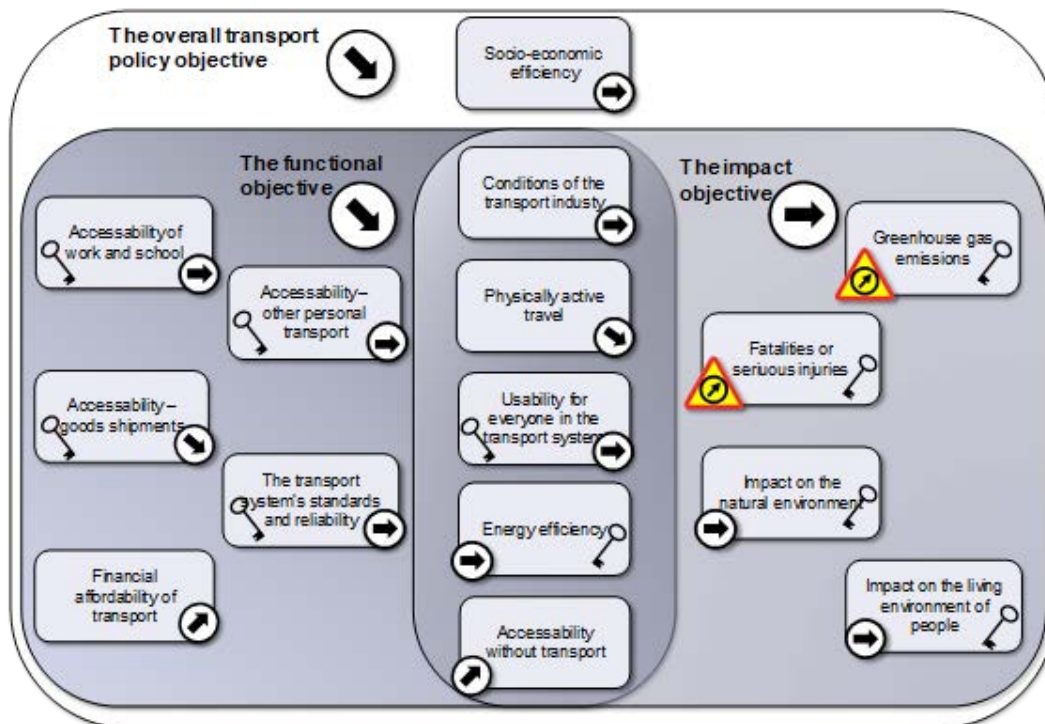 The overall transport
policy objective
Socio-economic
efficiency
The functional
objective
Accessability of
work and school
Accessability –
other personal
transport
Accessability –
goods shipments
The transport
system's standards
and reliability
Financial
affordability of
transport
Conditions of the
transport industy
Physically active
travel
Usability for
everyone in the
transport system
Energy efficiency
Accessability
without transport
The impact
objective
Greenhouse gas
emissions
Fatalities or
seriuous injuries
Impact on the
natural environment
Impact on the living
environment of
people